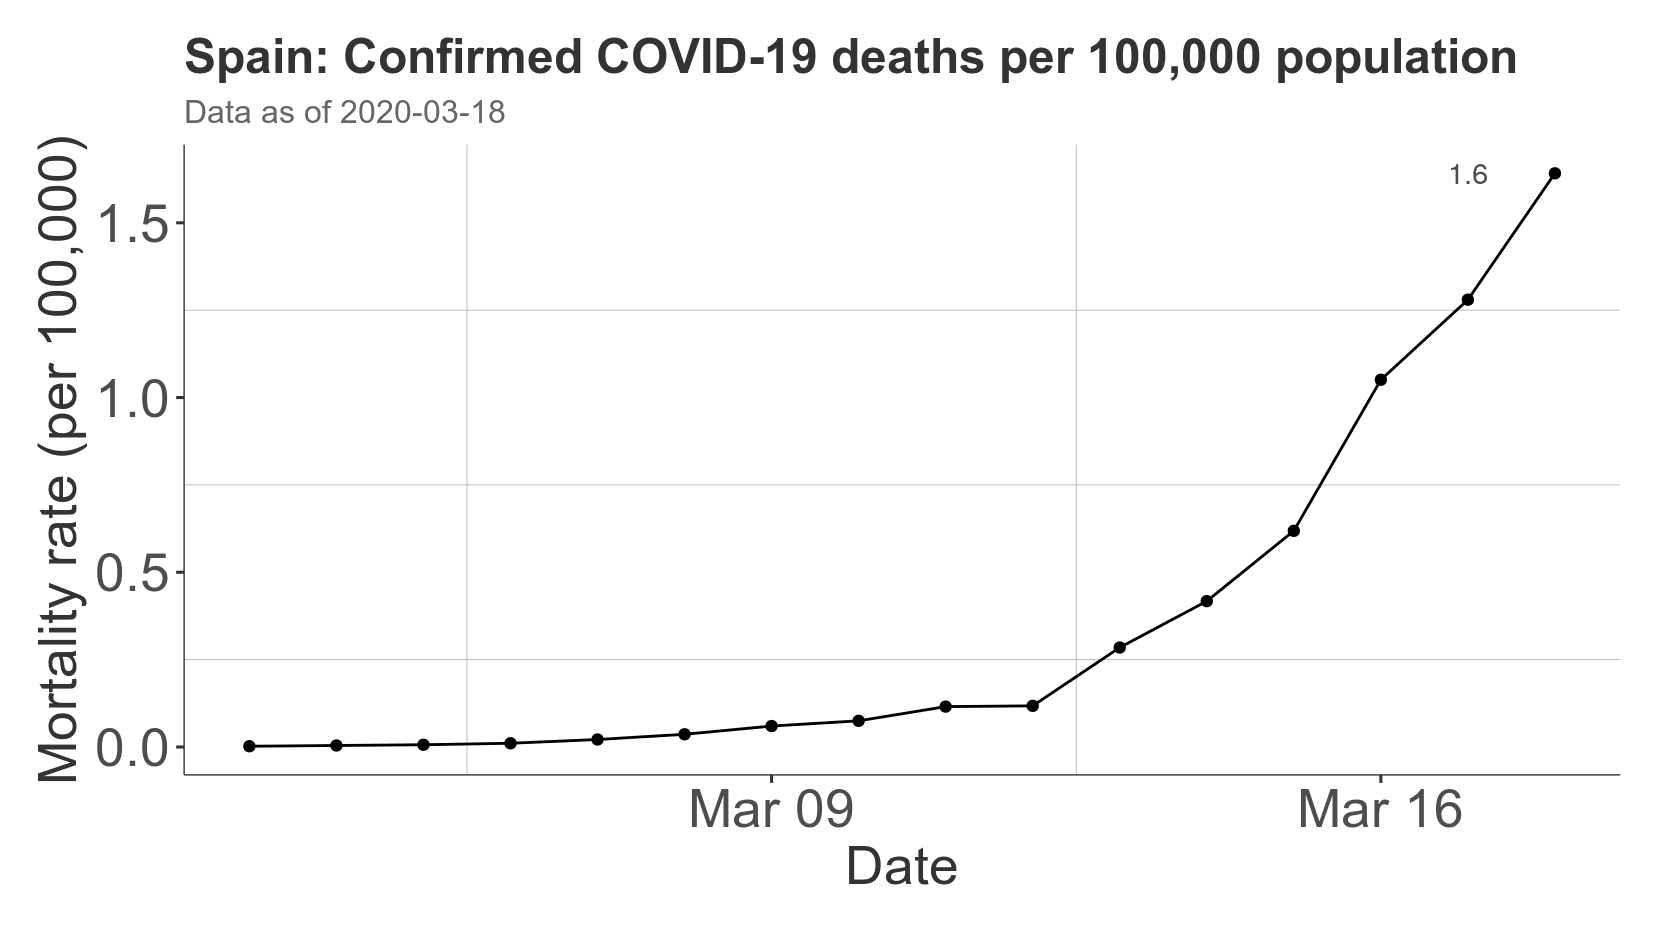 Spain: Confirmed COVID-19 deaths per 100,000 population
Data as of 2020-03-18
Mortality rate (per 100,000)
1.5
1.0
0.5
0.0
1.6
Mar 09
Mar 16
Date